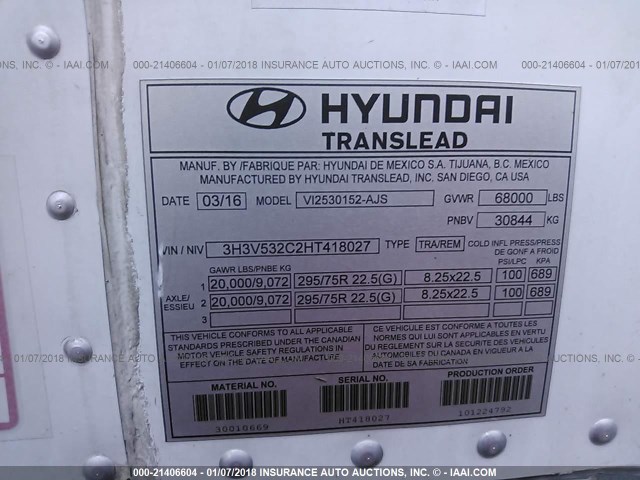 000-21406604 - 01/07/2018 INSURANCE AUTO AUCTIONS, INC. - IAAI.COM
HYUNDAI
TRANSLEAD
MANUF. BY /FABRIQUE PAR: HYUNDAI DE MEXICO S.A. TIJUANA, B.C. MEXICO
MANUFACTURED BY HYUNDAI TRANSLEAD, INC. SAN DIEGO, CA USA
DATE 03/16 MODEL VI2530152-AJS GVWR 68000 LBS
PNBV 30844 KG
VIN / NIV 3H3V532C2HT418027 TYPE TRA/REM COLD INFL PRESS/PRESS DE GONF A FROID
GAWR LBS/PNBE KG PSI/LPC KPA
1 20,000/9,072 295/75R 22.5(G) 8.25x22.5 100 689
AXLE/ESSIEU
2 20,000/9,072 295/75R 22.5(G) 8.25x22.5 100 689
3
THIS VEHICLE CONFORMS TO ALL APPLICABLE
STANDARDS PRESCRIBED UNDER THE CANADIAN
MOTOR VEHICLE SAFETY REGULATIONS IN
EFFECT ON THE DATE OF MANUFACTURE
CE VEHICULE EST CONFORME A TOUTES LES
NORMES QUI LUI SONT APPLICABLES EN VERTU
DU REGLEMENT SUR LA SECURITE DES VEHICULES
AUTOMOBILES DU CANADA EN VIGUEUR A LA
DATE DE SA FABRICATION
MATERIAL NO. SERIAL NO. PRODUCTION ORDER
30010669 HT418027 101224792
000-21406604 - 01/07/2018 INSURANCE AUTO AUCTIONS, INC. - IAAI.COM